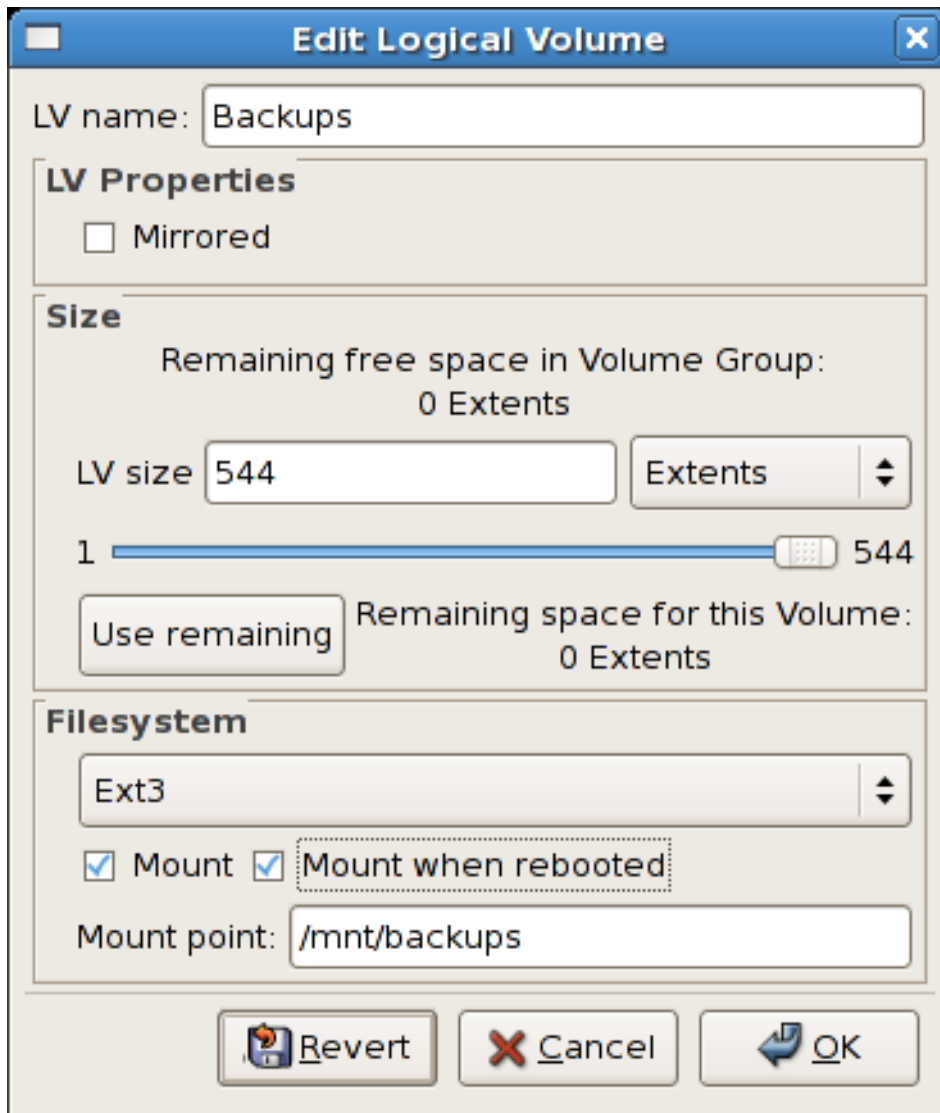 Edit Logical Volume
LV name: Backups
LV Properties
Mirrored
Size
Remaining free space in Volume Group:
0 Extents
LV size 544 Extents
1 544
Use remaining
Remaining space for this Volume:
0 Extents
Filesystem
Ext3
Mount Mount when rebooted
Mount point: /mnt/backups
Revert Cancel OK